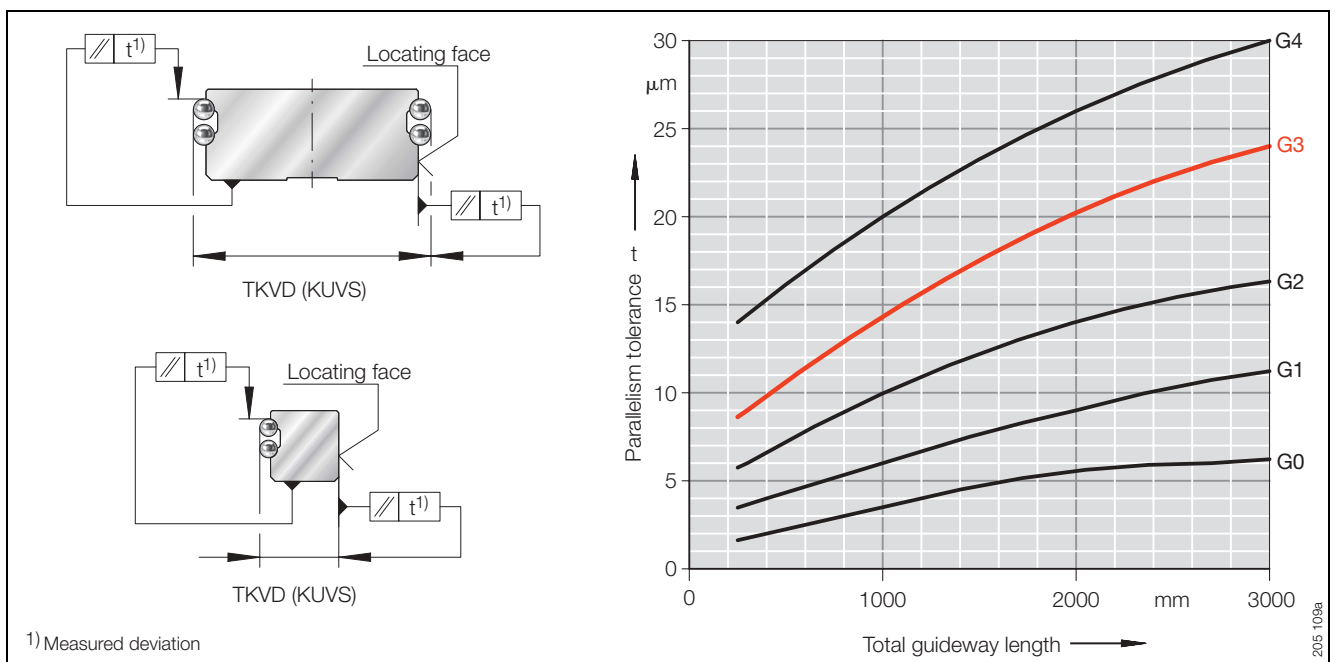 // t1)
Locating face
// t1)
TKVD (KUVS)
// t1)
Locating face
// t1)
TKVD (KUVS)
1) Measured deviation
30
μm
25
20
15
10
5
0
Parallelism tolerance t
G4
G3
G2
G1
G0
0
1000
2000
mm
3000
Total guideway length
205 109a